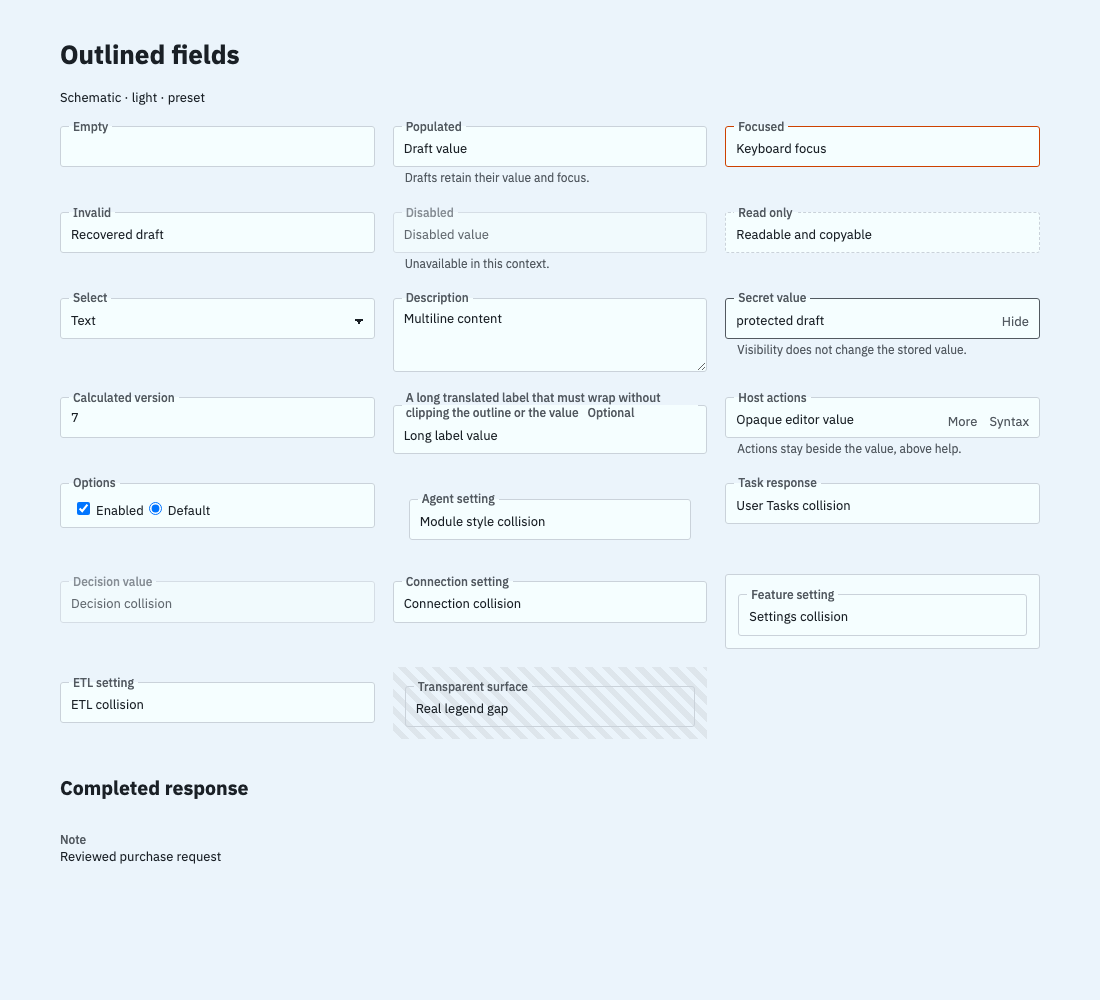 Outlined fields
Schematic · light · preset
Empty
Populated
Draft value
Drafts retain their value and focus.
Focused
Keyboard focus
Invalid
Recovered draft
Disabled
Disabled value
Unavailable in this context.
Read only
Readable and copyable
Select
Text
Description
Multiline content
Secret value
protected draft Hide
Visibility does not change the stored value.
Calculated version
7
A long translated label that must wrap without
clipping the outline or the value Optional
Long label value
Host actions
Opaque editor value More Syntax
Actions stay beside the value, above help.
Options
Enabled Default
Agent setting
Module style collision
Task response
User Tasks collision
Decision value
Decision collision
Connection setting
Connection collision
Feature setting
Settings collision
ETL setting
ETL collision
Transparent surface
Real legend gap
Completed response
Note
Reviewed purchase request